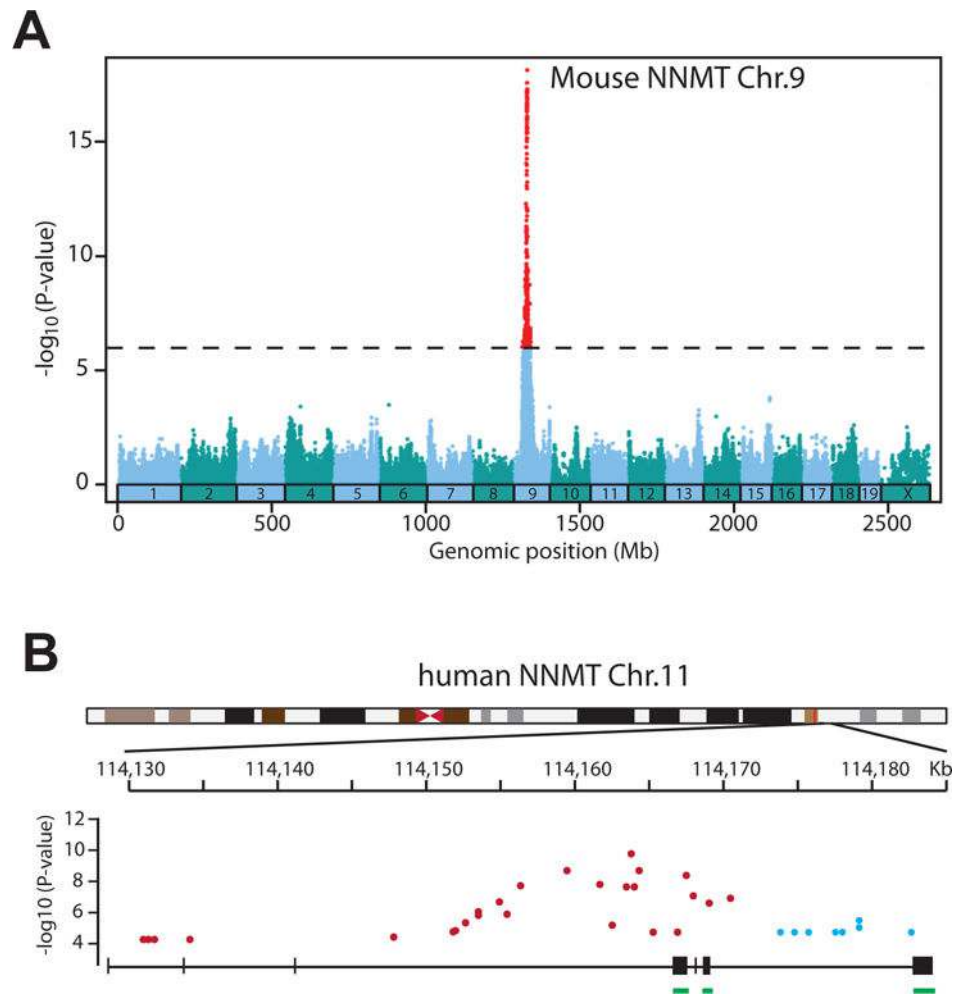 A
Mouse NNMT Chr.9
15
10
5
0
-log10 (P-value)
1 2 3 4 5 6 7 8 9 10 11 12 13 14 15 16 17 18 19 X
0 500 1000 1500 2000 2500
Genomic position (Mb)
B
human NNMT Chr.11
114,130 114,140 114,150 114,160 114,170 114,180 Kb
12
10
8
6
4
-log10 (P-value)